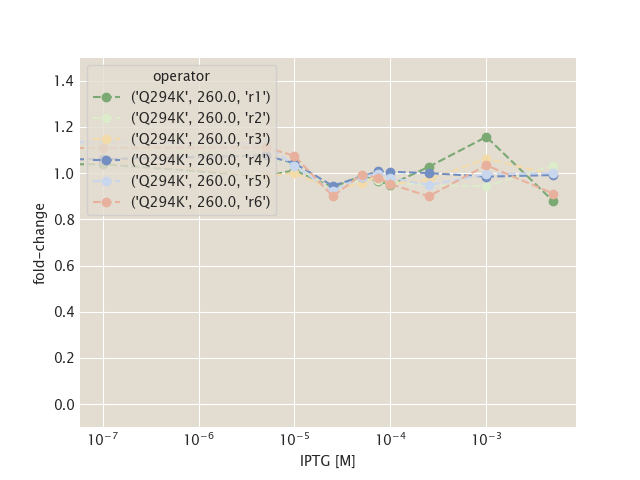 operator
('Q294K', 260.0, 'r1')
('Q294K', 260.0, 'r2')
('Q294K', 260.0, 'r3')
('Q294K', 260.0, 'r4')
('Q294K', 260.0, 'r5')
('Q294K', 260.0, 'r6')
1.4
1.2
1.0
0.8
0.6
0.4
0.2
0.0
fold-change
10⁻⁷ 10⁻⁶ 10⁻⁵ 10⁻⁴ 10⁻³
IPTG [M]